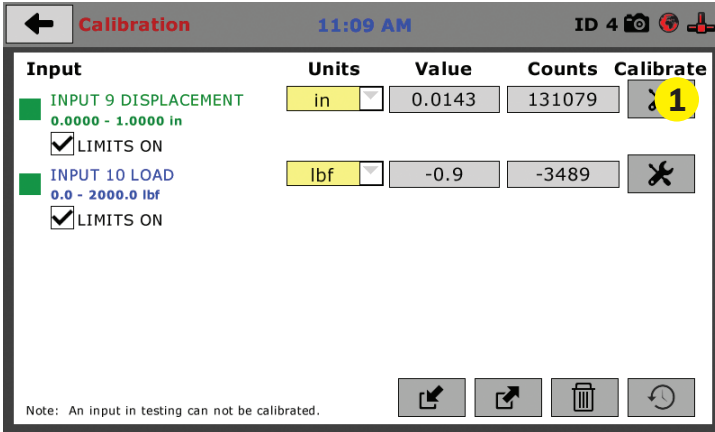 Calibration 11:09 AM ID 4
Input Units Value Counts Calibrate
INPUT 9 DISPLACEMENT in 0.0143 131079 1
0.0000 - 1.0000 in
LIMITS ON
INPUT 10 LOAD lbf -0.9 -3489
0.0 - 2000.0 lbf
LIMITS ON
Note: An input in testing can not be calibrated.